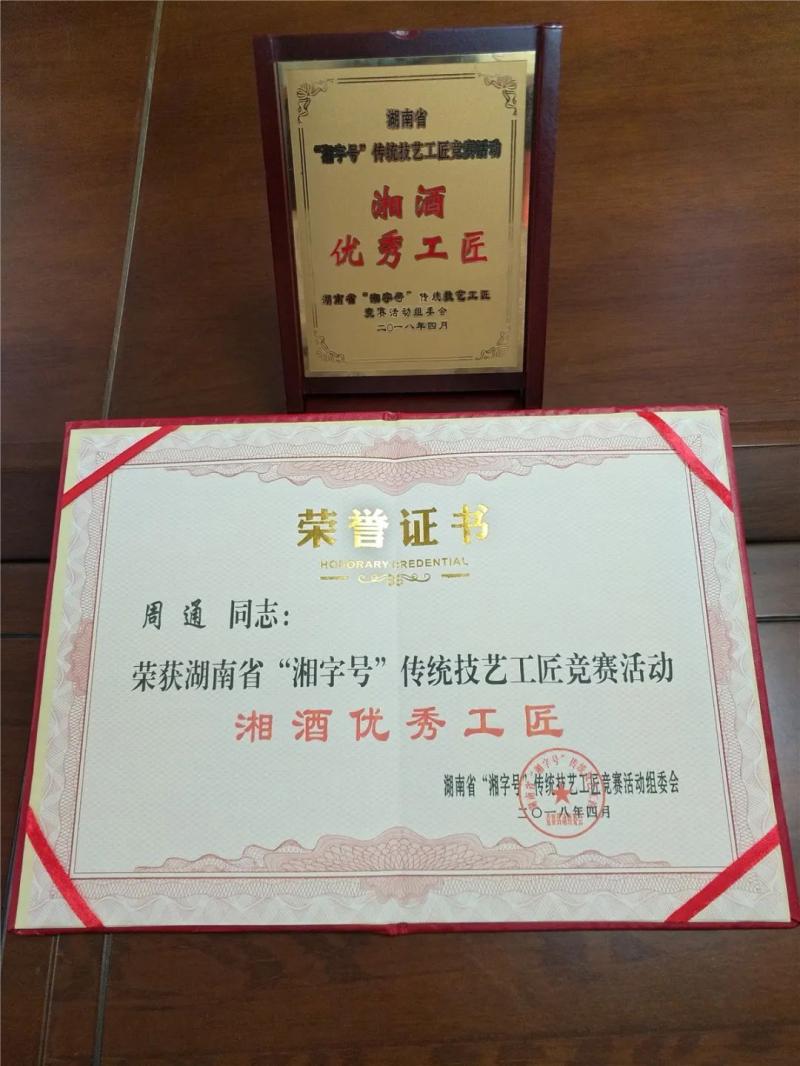 湖南省
“湘字号”传统技艺工匠竞赛活动
湘酒
优秀工匠
湖南省“湘字号”传统技艺工匠
竞赛活动组委会
二〇一八年四月
荣誉证书
HONORARY CREDENTIAL
周通 同志：
荣获湖南省“湘字号”传统技艺工匠竞赛活动
湘酒优秀工匠
湖南省“湘字号”传统技艺工匠竞赛活动组委会
二〇一八年四月